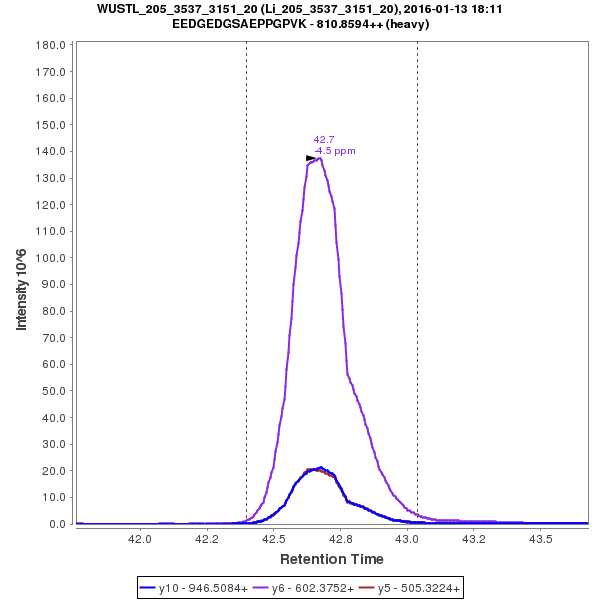 WUSTL_205_3537_3151_20 (Li_205_3537_3151_20), 2016-01-13 18:11
EEDGEDGSAEPPGPVK - 810.8594++ (heavy)
180.0
170.0
160.0
150.0
140.0
130.0
120.0
110.0
100.0
90.0
80.0
70.0
60.0
50.0
40.0
30.0
20.0
10.0
0.0
Intensity 10^6
42.7
-4.5 ppm
42.0 42.2 42.5 42.8 43.0 43.2 43.5
Retention Time
y10 - 946.5084+ y6 - 602.3752+ y5 - 505.3224+